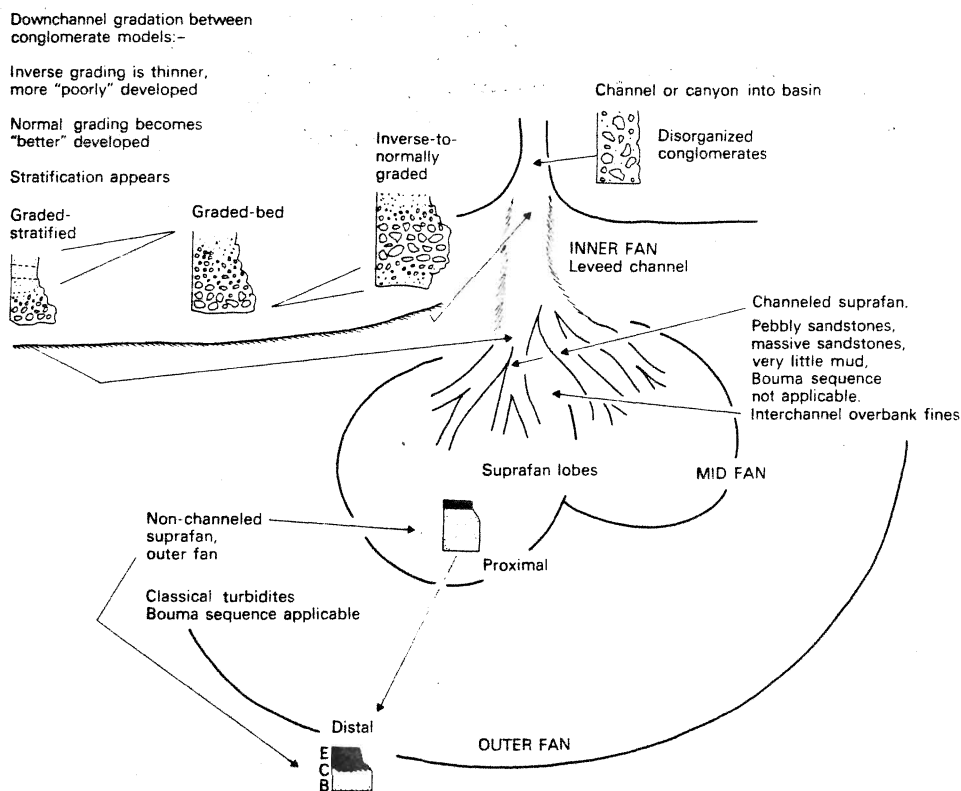 Downchannel gradation between
conglomerate models:–
Inverse grading is thinner,
more "poorly" developed
Normal grading becomes
"better" developed
Stratification appears
Graded-
stratified
Graded-bed
Inverse-to-
normally
graded
Channel or canyon into basin
Disorganized
conglomerates
INNER FAN
Leveed channel
Channeled suprafan.
Pebbly sandstones,
massive sandstones,
very little mud,
Bouma sequence
not applicable.
Interchannel overbank fines
Suprafan lobes
MID FAN
Non-channeled
suprafan,
outer fan
Proximal
Classical turbidites
Bouma sequence applicable
Distal
E
C
B
OUTER FAN